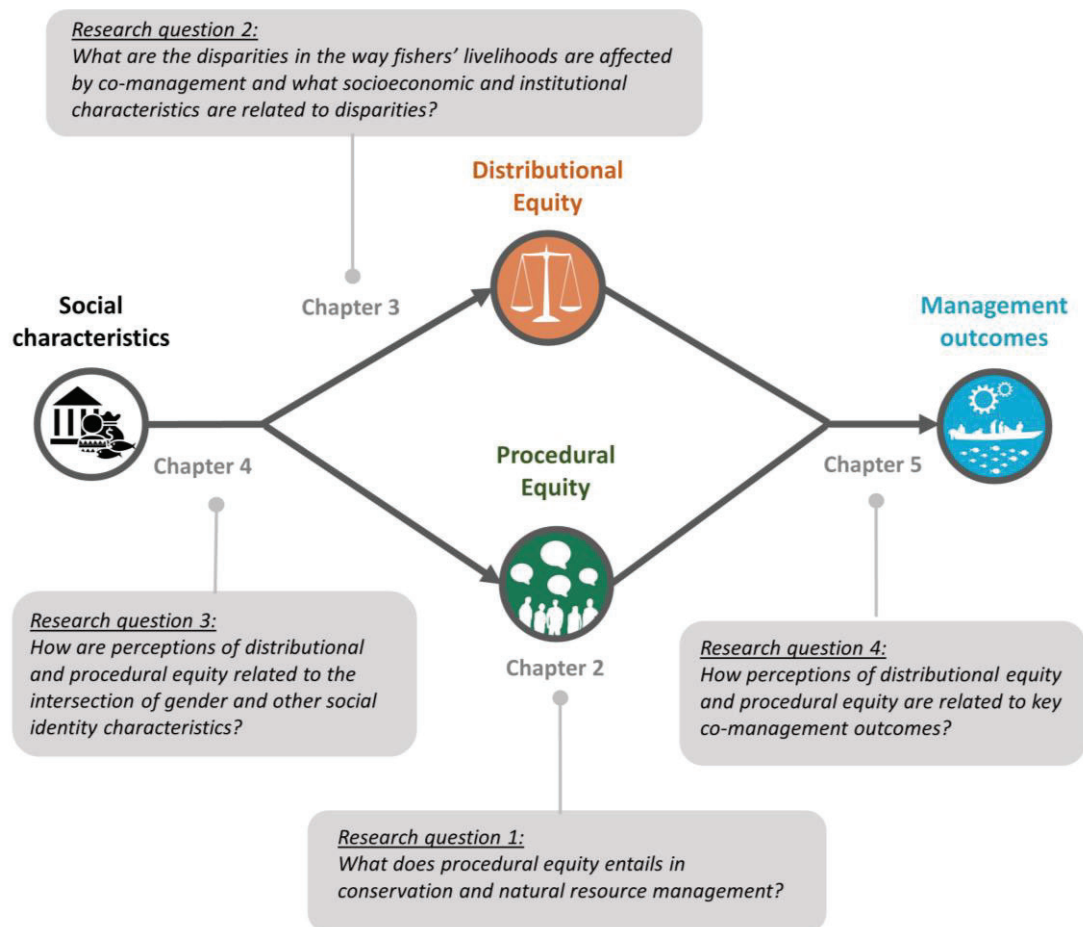 Research question 2:
What are the disparities in the way fishers' livelihoods are affected
by co-management and what socioeconomic and institutional
characteristics are related to disparities?
Distributional
Equity
Chapter 3
Social
characteristics
Management
outcomes
Chapter 4
Procedural
Equity
Chapter 5
Research question 3:
How are perceptions of distributional
and procedural equity related to the
intersection of gender and other social
identity characteristics?
Chapter 2
Research question 4:
How perceptions of distributional equity
and procedural equity are related to key
co-management outcomes?
Research question 1:
What does procedural equity entails in
conservation and natural resource management?